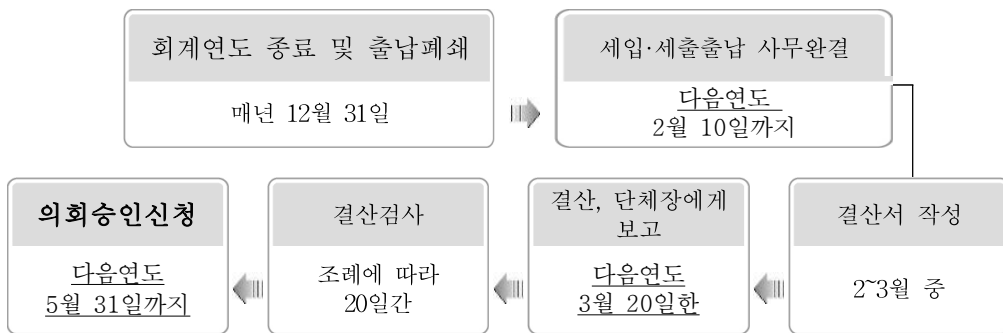 회계연도 종료 및 출납폐쇄
매년 12월 31일
세입·세출출납 사무완결
다음연도
2월 10일까지
결산서 작성
2~3월 중
결산, 단체장에게
보고
다음연도
3월 20일한
결산검사
조례에 따라
20일간
의회승인신청
다음연도
5월 31일까지